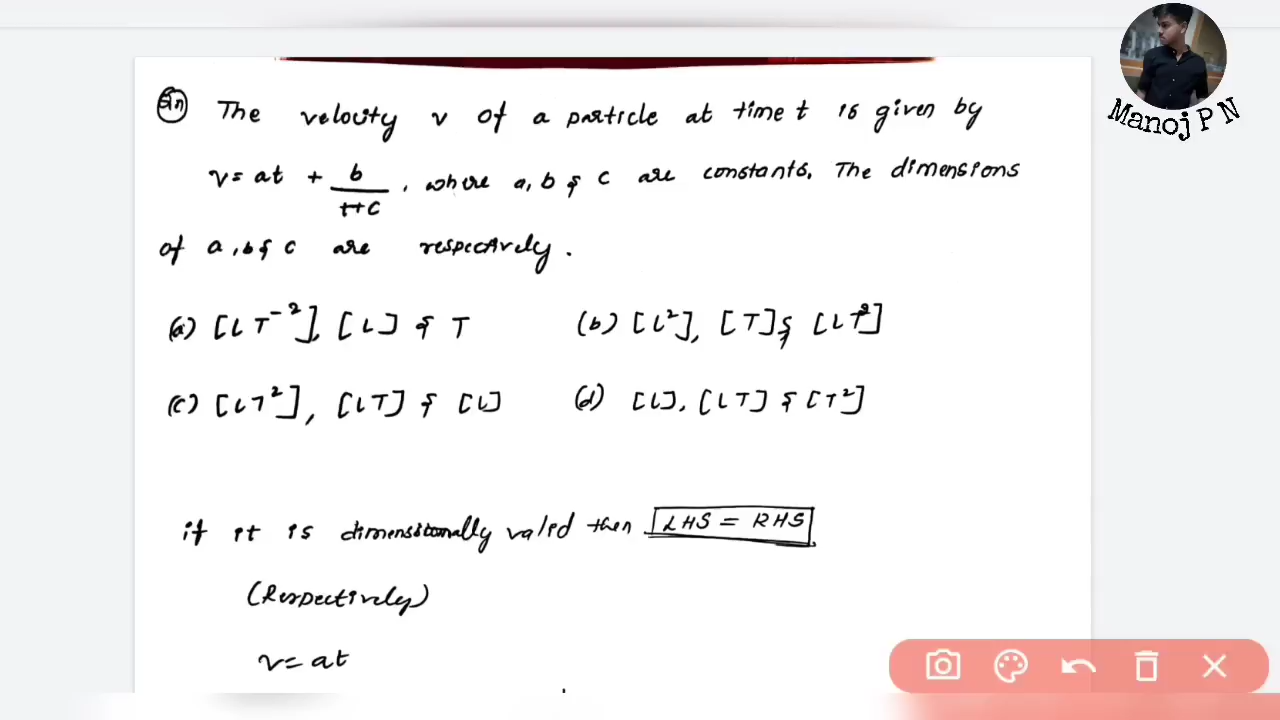 Qn The velocity v of a particle at time t is given by
v= at + b/t+c , where a, b & c are constants. The dimensions
of a, b & c are respectively.
(a) [LT⁻²], [L] & T (b) [L²], [T] & [LT²]
(c) [LT²], [LT] & [L] (d) [L], [LT] & [T²]
if it is dimensionally valid then LHS = RHS
(Respectively)
v= at
Manoj P N